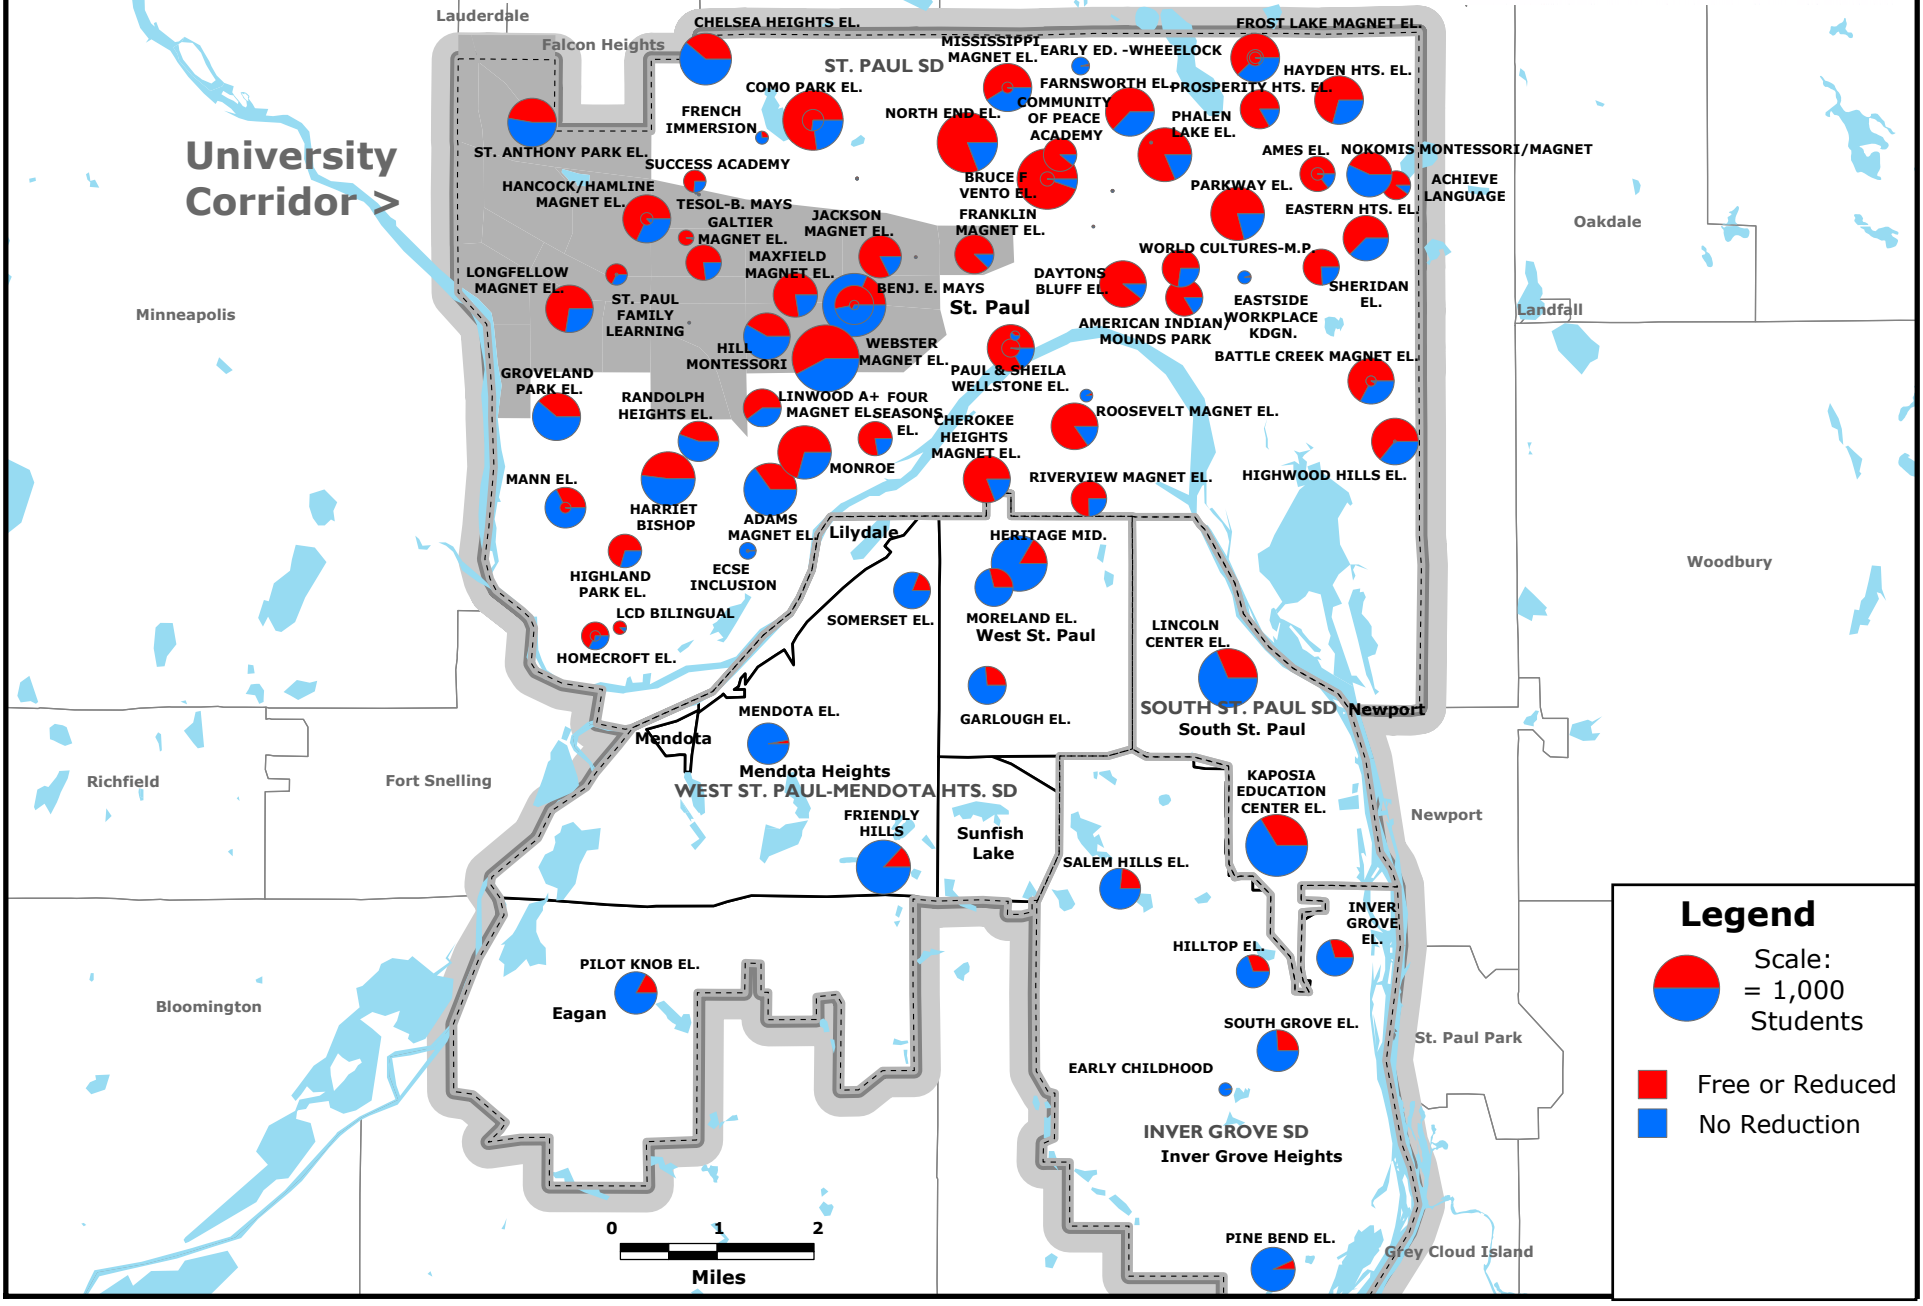 Lauderdale
Falcon Heights
CHELSEA HEIGHTS EL.
FROST LAKE MAGNET EL.
MISSISSIPPI
MAGNET EL.
EARLY ED. -WHEEELOCK
ST. PAUL SD
HAYDEN HTS. EL.
COMO PARK EL.
FARNSWORTH EL.
PROSPERITY HTS. EL.
FRENCH
IMMERSION
NORTH END EL.
COMMUNITY
OF PEACE
ACADEMY
PHALEN
LAKE EL.
University
Corridor >
ST. ANTHONY PARK EL.
SUCCESS ACADEMY
AMES EL.
NOKOMIS MONTESSORI/MAGNET
HANCOCK/HAMLINE
MAGNET EL.
BRUCE F
VENTO EL.
PARKWAY EL.
ACHIEVE
LANGUAGE
TESOL-B. MAYS
GALTIER
MAGNET EL.
JACKSON
MAGNET EL.
FRANKLIN
MAGNET EL.
EASTERN HTS. EL.
Oakdale
MAXFIELD
MAGNET EL.
WORLD CULTURES-M.P.
LONGFELLOW
MAGNET EL.
DAYTONS
BLUFF EL.
BENJ. E. MAYS
SHERIDAN
EL.
ST. PAUL
FAMILY
LEARNING
St. Paul
EASTSIDE
WORKPLACE
KDGN.
Minneapolis
Landfall
AMERICAN INDIAN/
MOUNDS PARK
HILL
MONTESSORI
WEBSTER
MAGNET EL.
BATTLE CREEK MAGNET EL.
GROVELAND
PARK EL.
PAUL & SHEILA
WELLSTONE EL.
RANDOLPH
HEIGHTS EL.
LINWOOD A+
MAGNET EL.
FOUR
SEASONS
EL.
ROOSEVELT MAGNET EL.
CHEROKEE
HEIGHTS
MAGNET EL.
MONROE
MANN EL.
RIVERVIEW MAGNET EL.
HIGHWOOD HILLS EL.
HARRIET
BISHOP
ADAMS
MAGNET EL.
Lilydale
HERITAGE MID.
HIGHLAND
PARK EL.
ECSE
INCLUSION
Woodbury
LCD BILINGUAL
SOMERSET EL.
MORELAND EL.
West St. Paul
LINCOLN
CENTER EL.
HOMECROFT EL.
MENDOTA EL.
GARLOUGH EL.
SOUTH ST. PAUL SD
Newport
South St. Paul
Mendota
Mendota Heights
WEST ST. PAUL-MENDOTA HTS. SD
Richfield
Fort Snelling
KAPOSIA
EDUCATION
CENTER EL.
Newport
FRIENDLY
HILLS
Sunfish
Lake
SALEM HILLS EL.
INVER
GROVE
EL.
HILLTOP EL.
PILOT KNOB EL.
Eagan
Bloomington
SOUTH GROVE EL.
St. Paul Park
EARLY CHILDHOOD
INVER GROVE SD
Inver Grove Heights
PINE BEND EL.
Grey Cloud Island
0 1 2
Miles
Legend
Scale:
= 1,000
Students
Free or Reduced
No Reduction